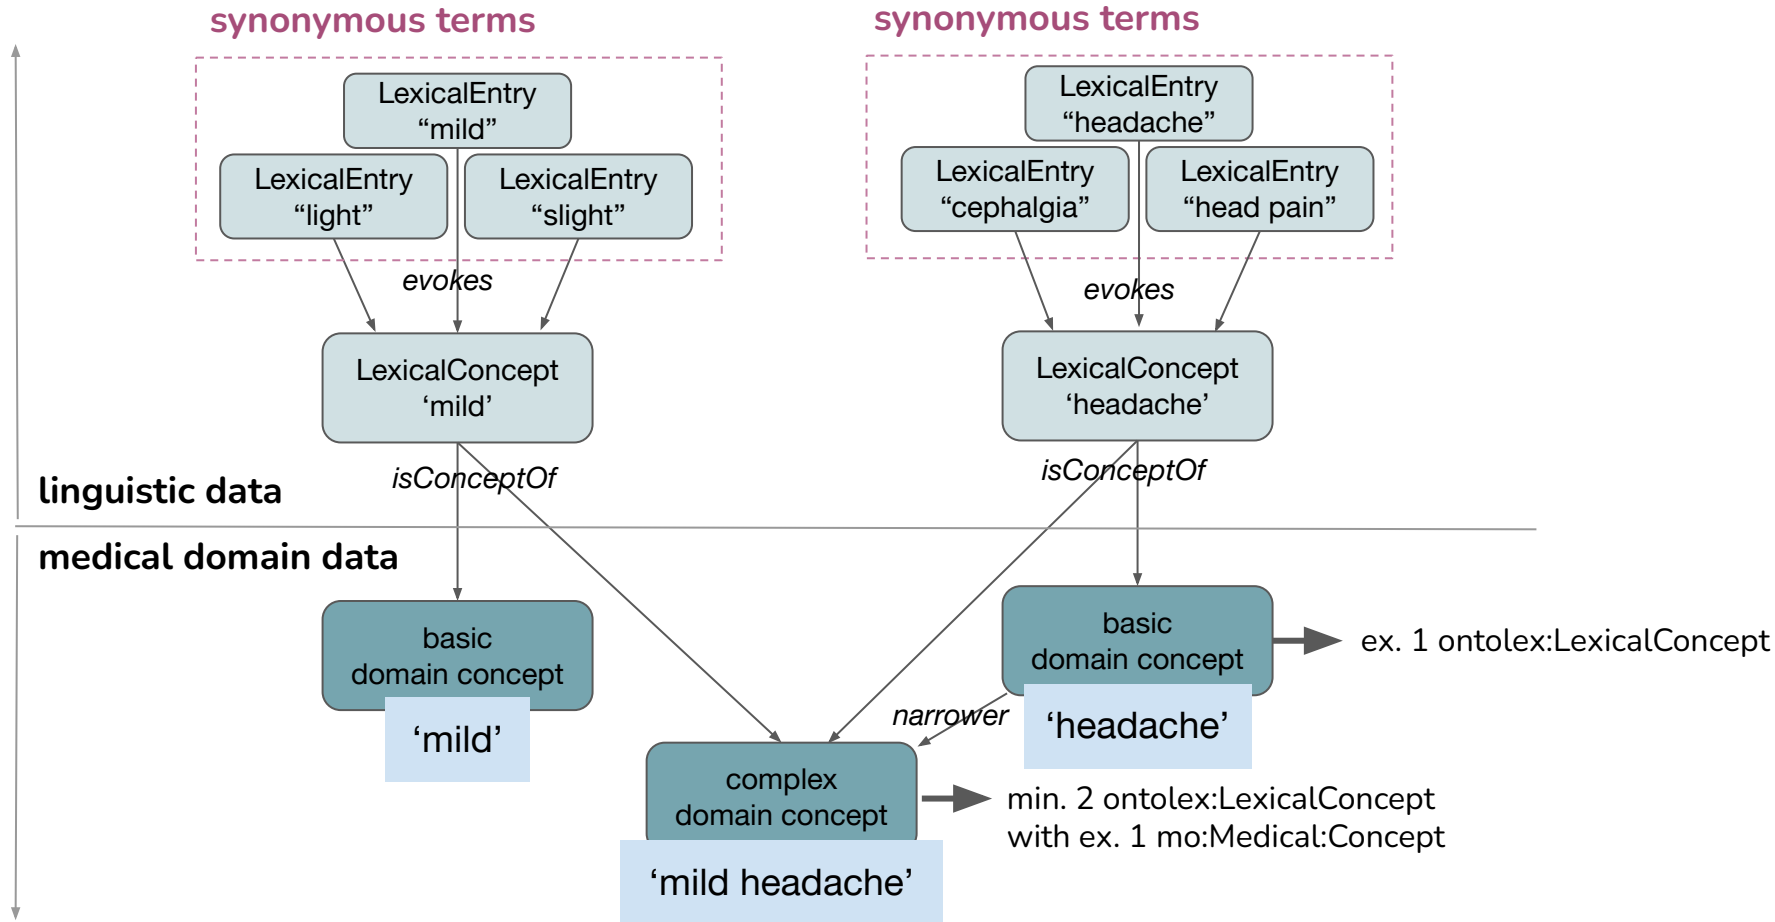 synonymous terms
synonymous terms
LexicalEntry
“mild”
LexicalEntry
“light”
LexicalEntry
“slight”
LexicalEntry
“headache”
LexicalEntry
“cephalgia”
LexicalEntry
“head pain”
evokes
evokes
LexicalConcept
‘mild’
LexicalConcept
‘headache’
isConceptOf
isConceptOf
linguistic data
medical domain data
basic
domain concept
‘mild’
basic
domain concept
‘headache’
ex. 1 ontolex:LexicalConcept
narrower
complex
domain concept
‘mild headache’
min. 2 ontolex:LexicalConcept
with ex. 1 mo:Medical:Concept